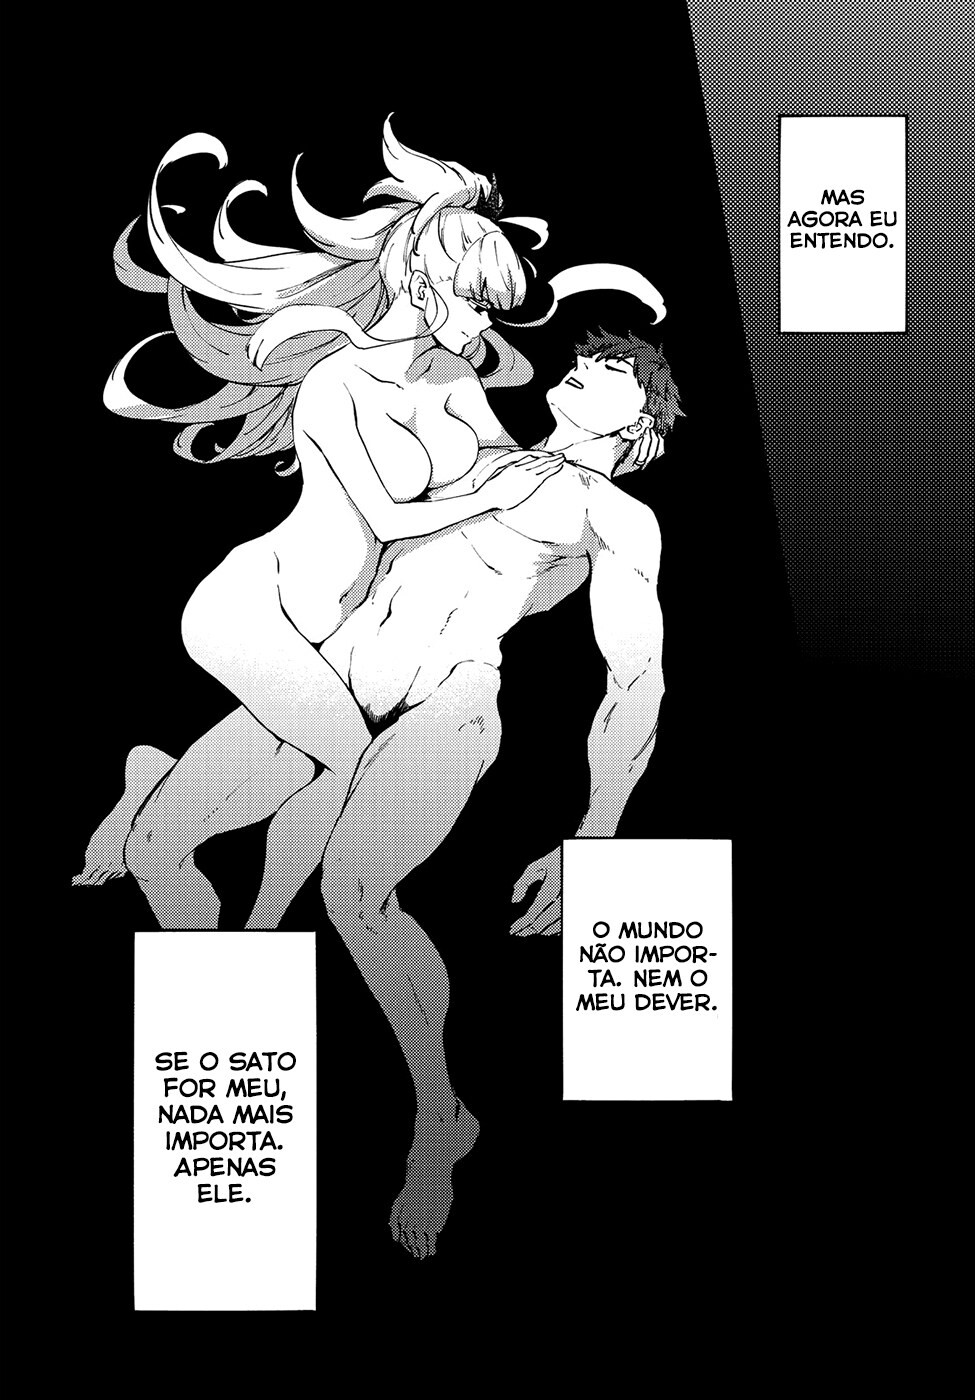 MAS
AGORA EU
ENTENDO.
O MUNDO
NÃO IMPOR-
TA. NEM O
MEU DEVER.
SE O SATO
FOR MEU,
NADA MAIS
IMPORTA.
APENAS
ELE.